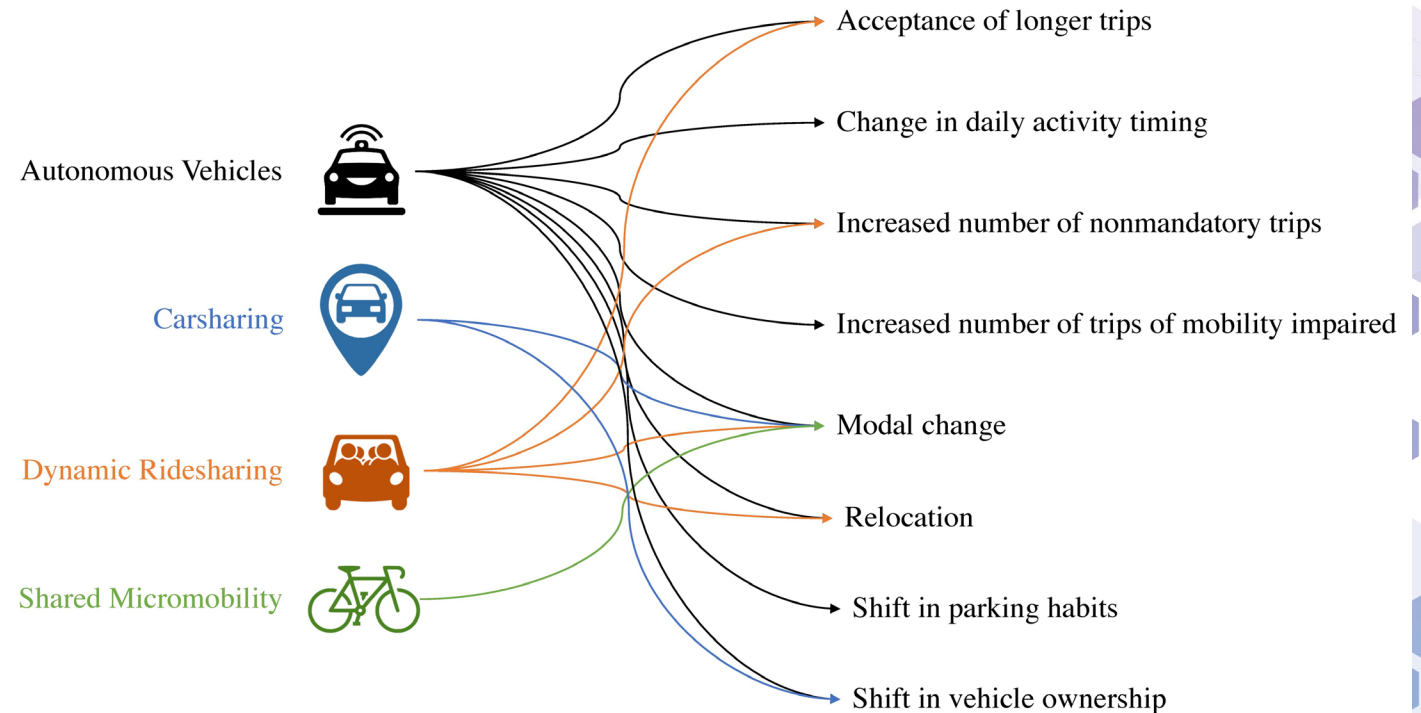 Autonomous Vehicles
Carsharing
Dynamic Ridesharing
Shared Micromobility
Acceptance of longer trips
Change in daily activity timing
Increased number of nonmandatory trips
Increased number of trips of mobility impaired
Modal change
Relocation
Shift in parking habits
Shift in vehicle ownership